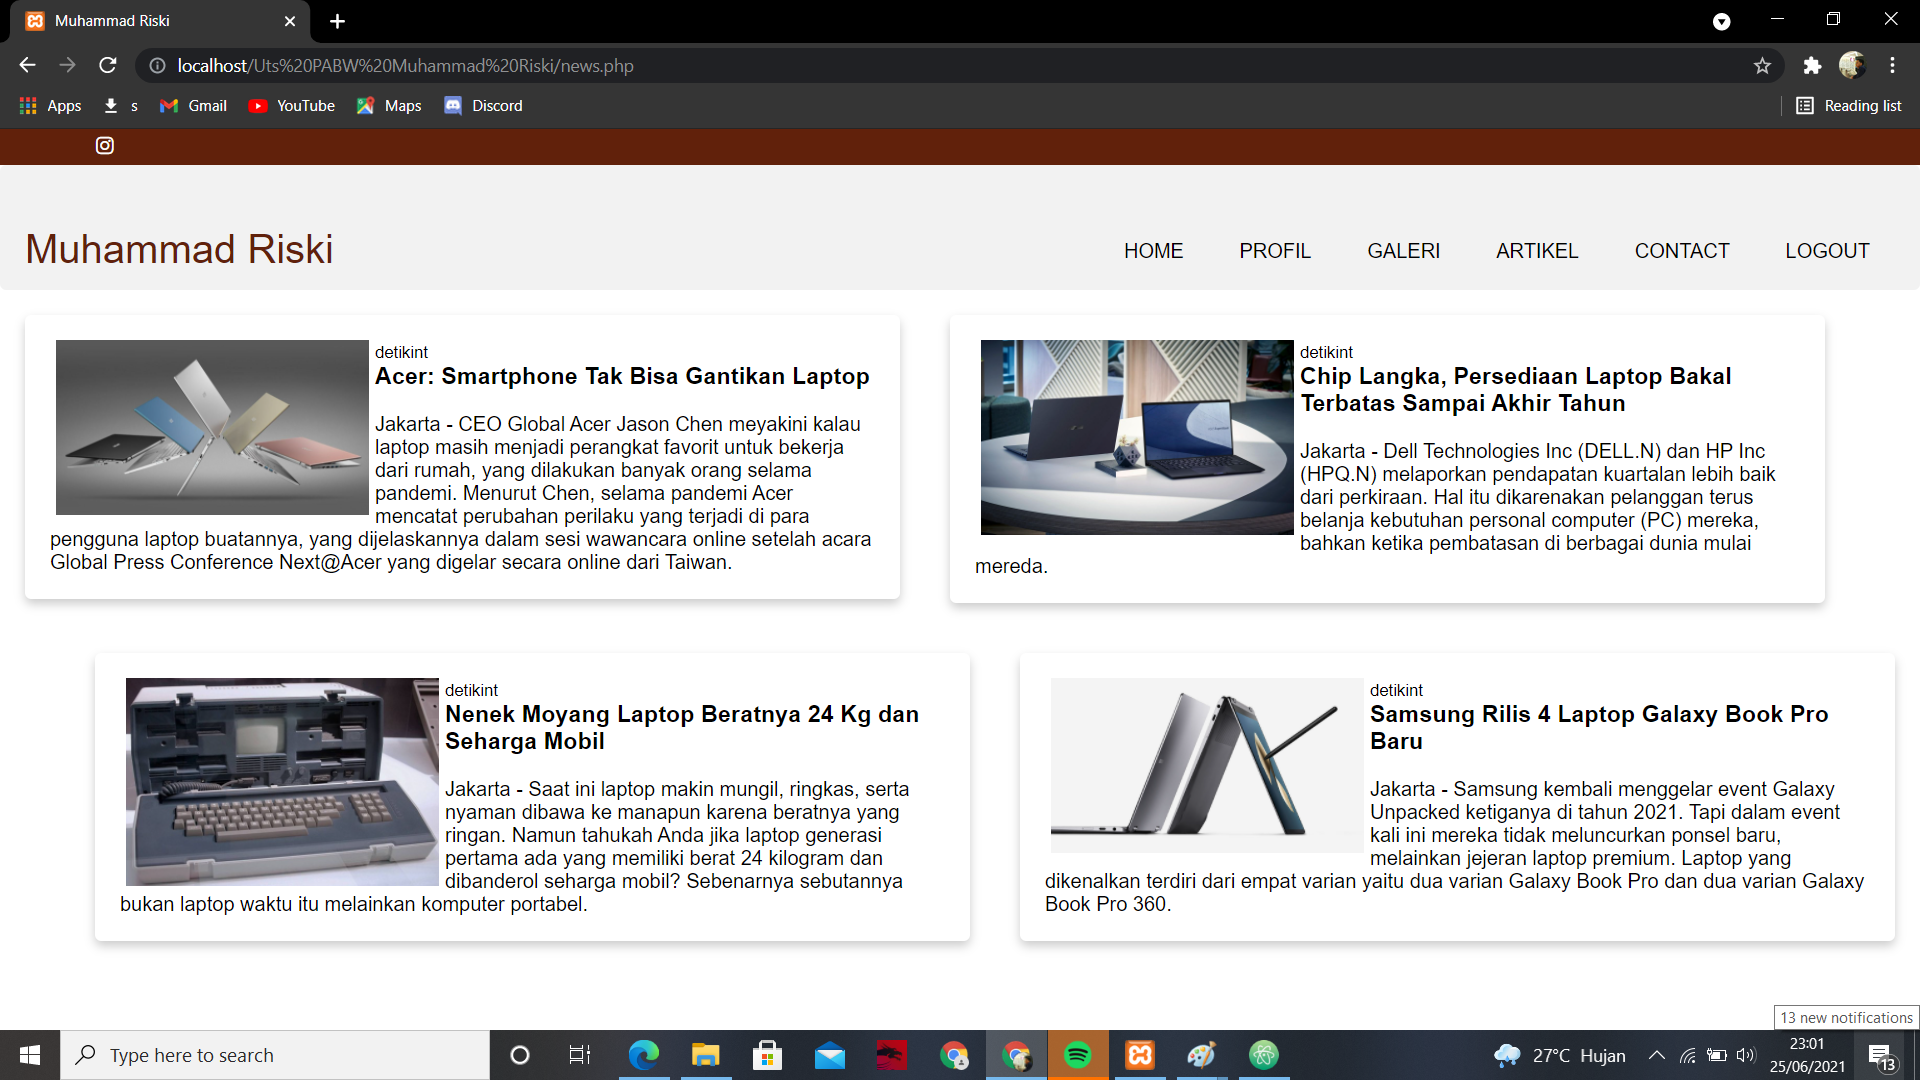 Muhammad Riski
localhost/Uts%20PABW%20Muhammad%20Riski/news.php
Apps s Gmail YouTube Maps Discord Reading list
Muhammad Riski
HOME PROFIL GALERI ARTIKEL CONTACT LOGOUT
detikint
Acer: Smartphone Tak Bisa Gantikan Laptop
Jakarta - CEO Global Acer Jason Chen meyakini kalau
laptop masih menjadi perangkat favorit untuk bekerja
dari rumah, yang dilakukan banyak orang selama
pandemi. Menurut Chen, selama pandemi Acer
mencatat perubahan perilaku yang terjadi di para
pengguna laptop buatannya, yang dijelaskannya dalam sesi wawancara online setelah acara
Global Press Conference Next@Acer yang digelar secara online dari Taiwan.
detikint
Chip Langka, Persediaan Laptop Bakal
Terbatas Sampai Akhir Tahun
Jakarta - Dell Technologies Inc (DELL.N) dan HP Inc
(HPQ.N) melaporkan pendapatan kuartalan lebih baik
dari perkiraan. Hal itu dikarenakan pelanggan terus
belanja kebutuhan personal computer (PC) mereka,
bahkan ketika pembatasan di berbagai dunia mulai
mereda.
detikint
Nenek Moyang Laptop Beratnya 24 Kg dan
Seharga Mobil
Jakarta - Saat ini laptop makin mungil, ringkas, serta
nyaman dibawa ke manapun karena beratnya yang
ringan. Namun tahukah Anda jika laptop generasi
pertama ada yang memiliki berat 24 kilogram dan
dibanderol seharga mobil? Sebenarnya sebutannya
bukan laptop waktu itu melainkan komputer portabel.
detikint
Samsung Rilis 4 Laptop Galaxy Book Pro
Baru
Jakarta - Samsung kembali menggelar event Galaxy
Unpacked ketiganya di tahun 2021. Tapi dalam event
kali ini mereka tidak meluncurkan ponsel baru,
melainkan jejeran laptop premium. Laptop yang
dikenalkan terdiri dari empat varian yaitu dua varian Galaxy Book Pro dan dua varian Galaxy
Book Pro 360.
13 new notifications
Type here to search
27°C Hujan
23:01
25/06/2021
13